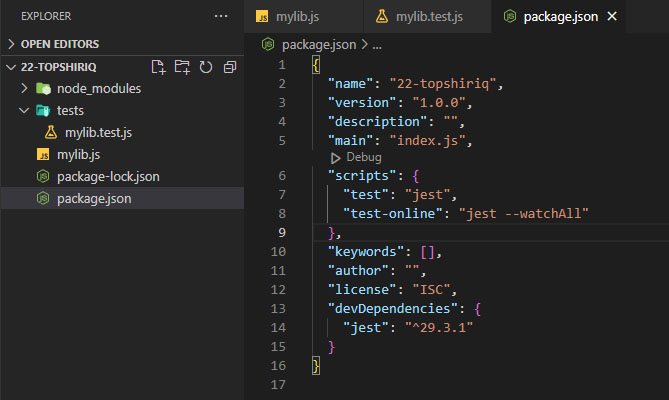 EXPLORER
OPEN EDITORS
22-TOPSHIRIQ
node_modules
tests
mylib.test.js
mylib.js
package-lock.json
package.json
mylib.js
mylib.test.js
package.json
package.json > ...
1 {
2 "name": "22-topshiriq",
3 "version": "1.0.0",
4 "description": "",
5 "main": "index.js",
Debug
6 "scripts": {
7 "test": "jest",
8 "test-online": "jest --watchAll"
9 },
10 "keywords": [],
11 "author": "",
12 "license": "ISC",
13 "devDependencies": {
14 "jest": "^29.3.1"
15 }
16 }
17